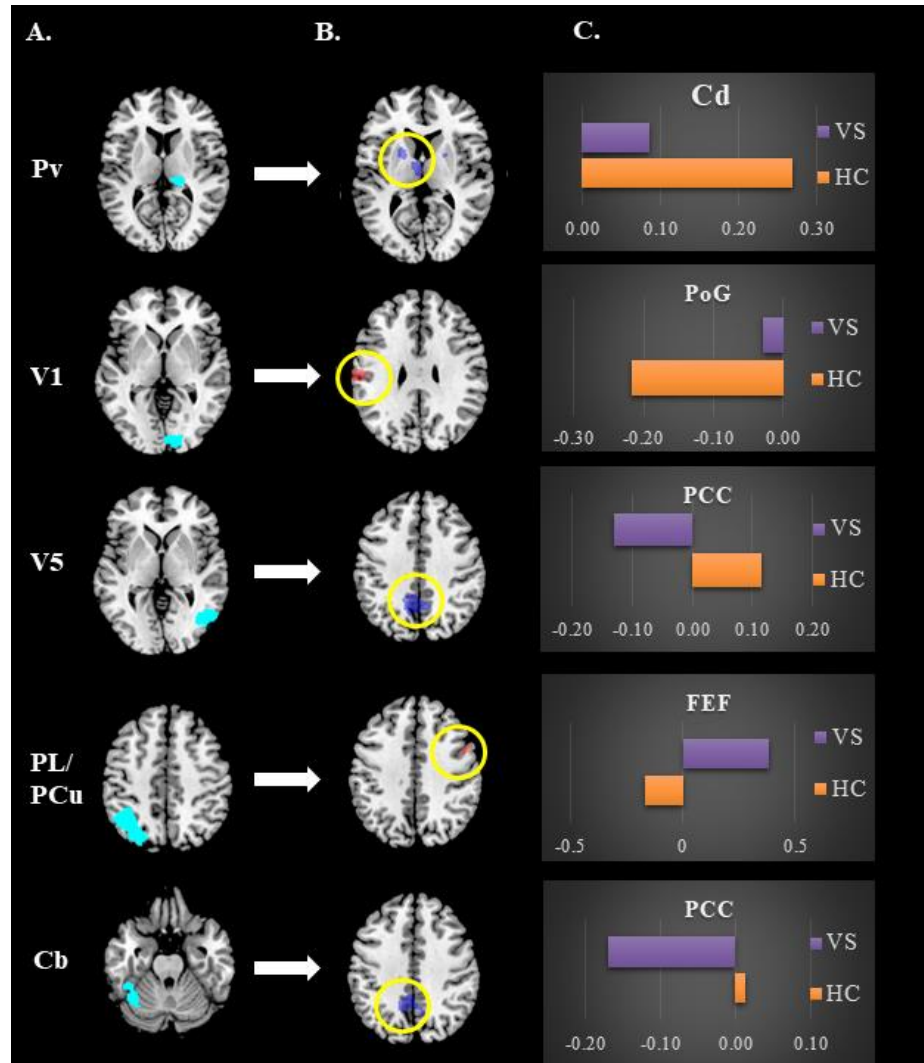 A.
B.
C.
Pv
Cd
VS
HC
0.00 0.10 0.20 0.30
V1
PoG
VS
HC
-0.30 -0.20 -0.10 0.00
V5
PCC
VS
HC
-0.20 -0.10 0.00 0.10 0.20
PL/
PCu
FEF
VS
HC
-0.5 0 0.5
Cb
PCC
VS
HC
-0.20 -0.10 0.00 0.10